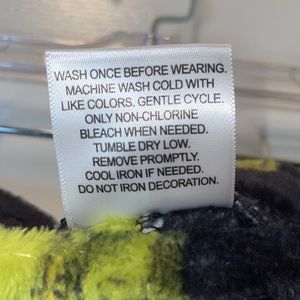 WASH ONCE BEFORE WEARING.
MACHINE WASH COLD WITH
LIKE COLORS. GENTLE CYCLE.
ONLY NON-CHLORINE
BLEACH WHEN NEEDED.
TUMBLE DRY LOW.
REMOVE PROMPTLY.
COOL IRON IF NEEDED.
DO NOT IRON DECORATION.